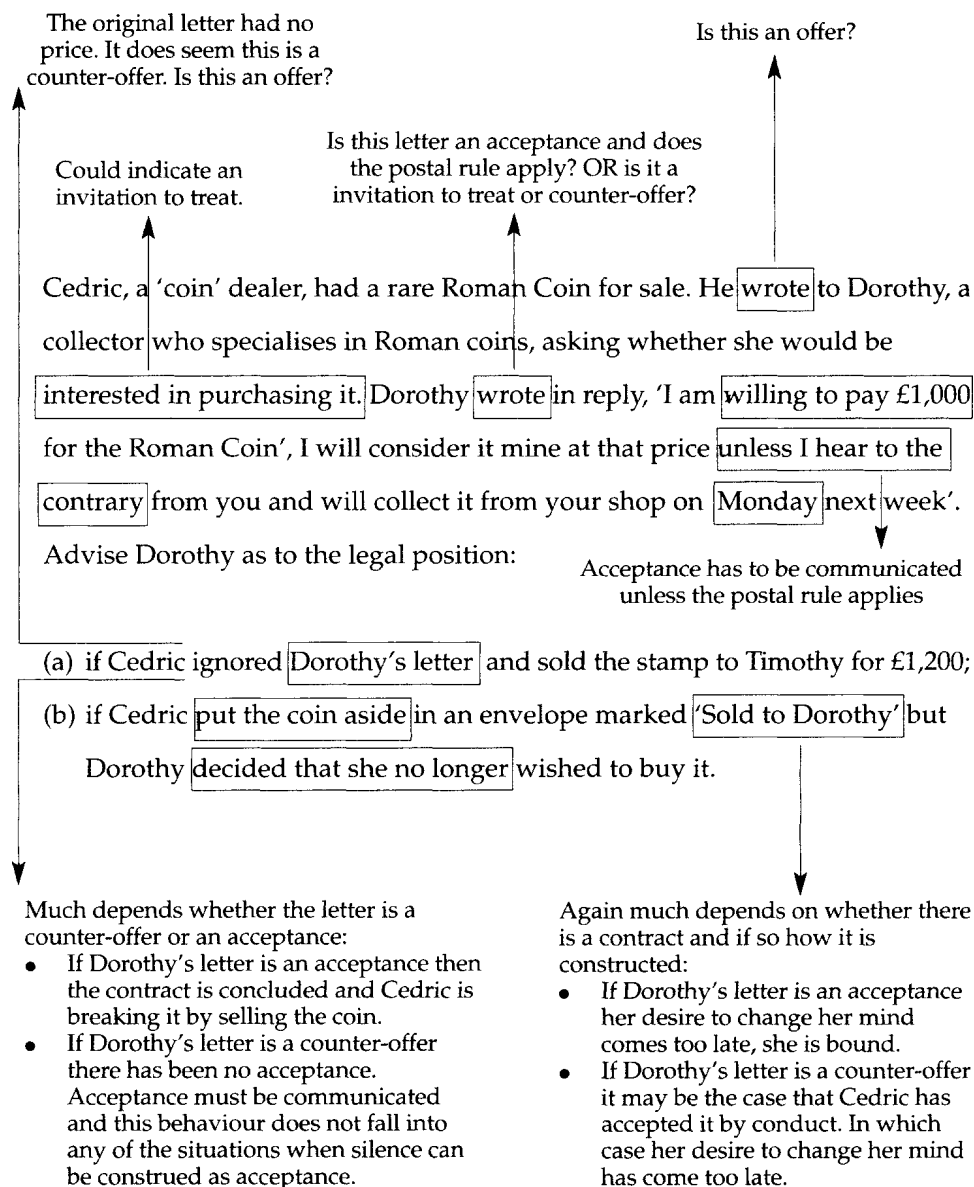 The original letter had no
price. It does seem this is a
counter-offer. Is this an offer?
Is this an offer?
Could indicate an
invitation to treat.
Is this letter an acceptance and does
the postal rule apply? OR is it a
invitation to treat or counter-offer?
Cedric, a 'coin' dealer, had a rare Roman Coin for sale. He wrote to Dorothy, a
collector who specialises in Roman coins, asking whether she would be
interested in purchasing it. Dorothy wrote in reply, 'I am willing to pay £1,000
for the Roman Coin', I will consider it mine at that price unless I hear to the
contrary from you and will collect it from your shop on Monday next week'.
Advise Dorothy as to the legal position:
Acceptance has to be communicated
unless the postal rule applies
(a) if Cedric ignored Dorothy's letter and sold the stamp to Timothy for £1,200;
(b) if Cedric put the coin aside in an envelope marked 'Sold to Dorothy' but
Dorothy decided that she no longer wished to buy it.
Much depends whether the letter is a
counter-offer or an acceptance:
• If Dorothy's letter is an acceptance then
the contract is concluded and Cedric is
breaking it by selling the coin.
• If Dorothy's letter is a counter-offer
there has been no acceptance.
Acceptance must be communicated
and this behaviour does not fall into
any of the situations when silence can
be construed as acceptance.
Again much depends on whether there
is a contract and if so how it is
constructed:
• If Dorothy's letter is an acceptance
her desire to change her mind
comes too late, she is bound.
• If Dorothy's letter is a counter-offer
it may be the case that Cedric has
accepted it by conduct. In which
case her desire to change her mind
has come too late.